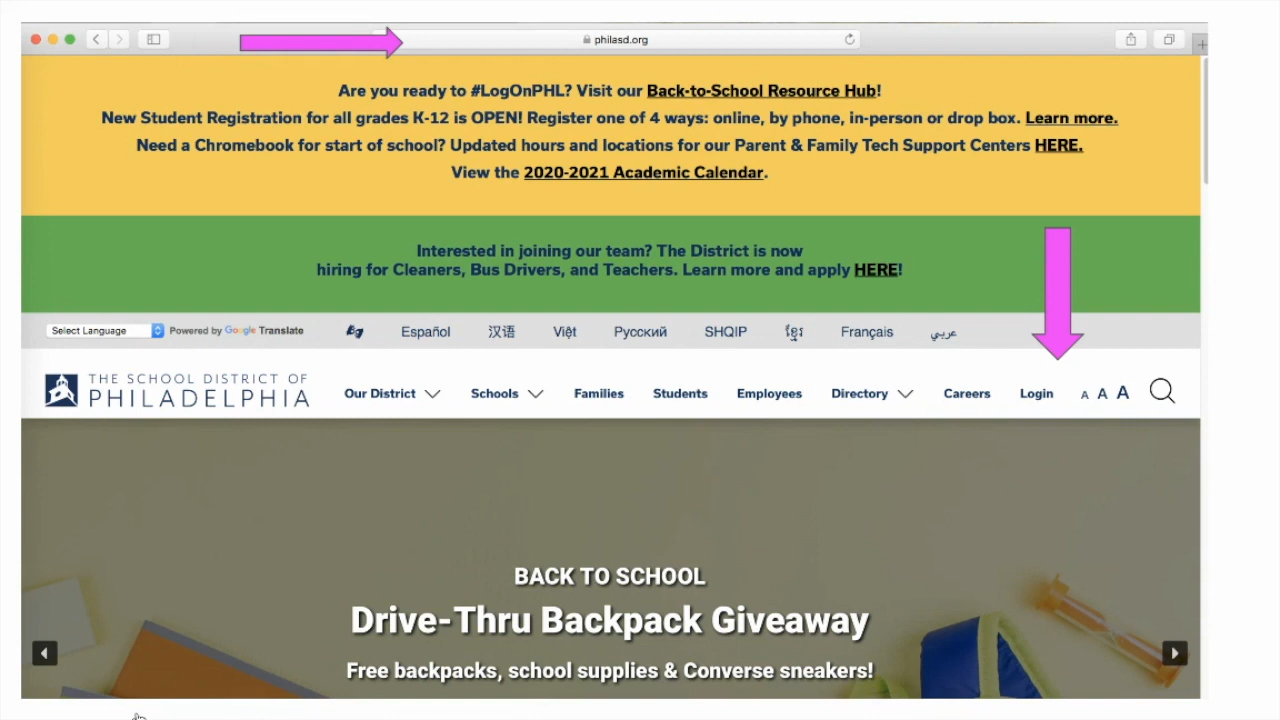 philasd.org
Are you ready to #LogOnPHL? Visit our Back-to-School Resource Hub!
New Student Registration for all grades K-12 is OPEN! Register one of 4 ways: online, by phone, in-person or drop box. Learn more.
Need a Chromebook for start of school? Updated hours and locations for our Parent & Family Tech Support Centers HERE.
View the 2020-2021 Academic Calendar.
Interested in joining our team? The District is now
hiring for Cleaners, Bus Drivers, and Teachers. Learn more and apply HERE!
Select Language Powered by Google Translate Español 汉语 Việt Русский SHQIP ខ្មែរ Français عربي
THE SCHOOL DISTRICT OF
PHILADELPHIA
Our District Schools Families Students Employees Directory Careers Login A A A
BACK TO SCHOOL
Drive-Thru Backpack Giveaway
Free backpacks, school supplies & Converse sneakers!